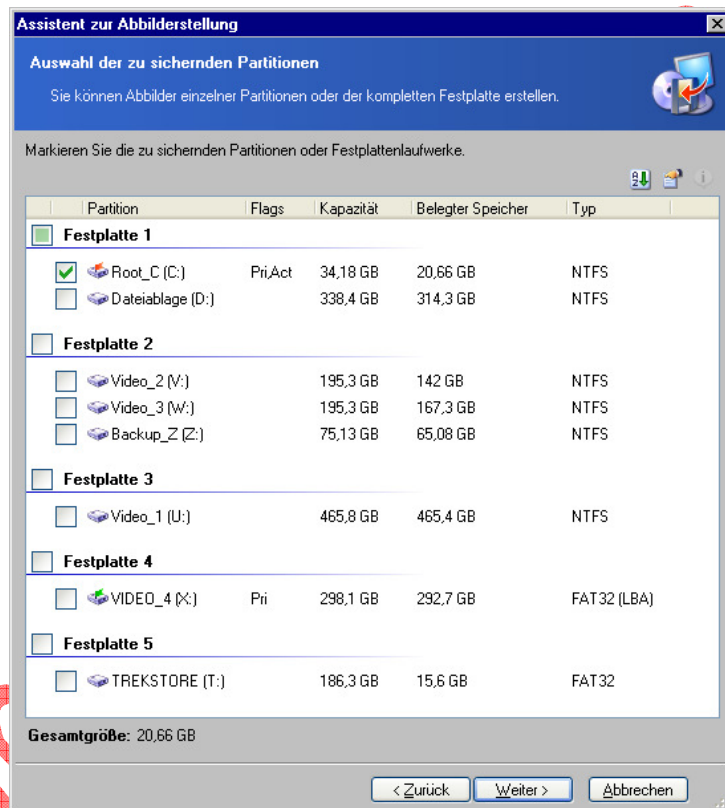 Assistent zur Abbilderstellung
Auswahl der zu sichernden Partitionen
Sie können Abbilder einzelner Partitionen oder der kompletten Festplatte erstellen.
Markieren Sie die zu sichernden Partitionen oder Festplattenlaufwerke.
Partition Flags Kapazität Belegter Speicher Typ
Festplatte 1
Root_C (C:) Pri,Act 34,18 GB 20,66 GB NTFS
Dateiablage (D:) 338,4 GB 314,3 GB NTFS
Festplatte 2
Video_2 (V:) 195,3 GB 142 GB NTFS
Video_3 (W:) 195,3 GB 167,3 GB NTFS
Backup_Z (Z:) 75,13 GB 65,08 GB NTFS
Festplatte 3
Video_1 (U:) 465,8 GB 465,4 GB NTFS
Festplatte 4
VIDEO_4 (X:) Pri 298,1 GB 292,7 GB FAT32 (LBA)
Festplatte 5
TREKSTORE (T:) 186,3 GB 15,6 GB FAT32
Gesamtgröße: 20,66 GB
< Zurück Weiter > Abbrechen